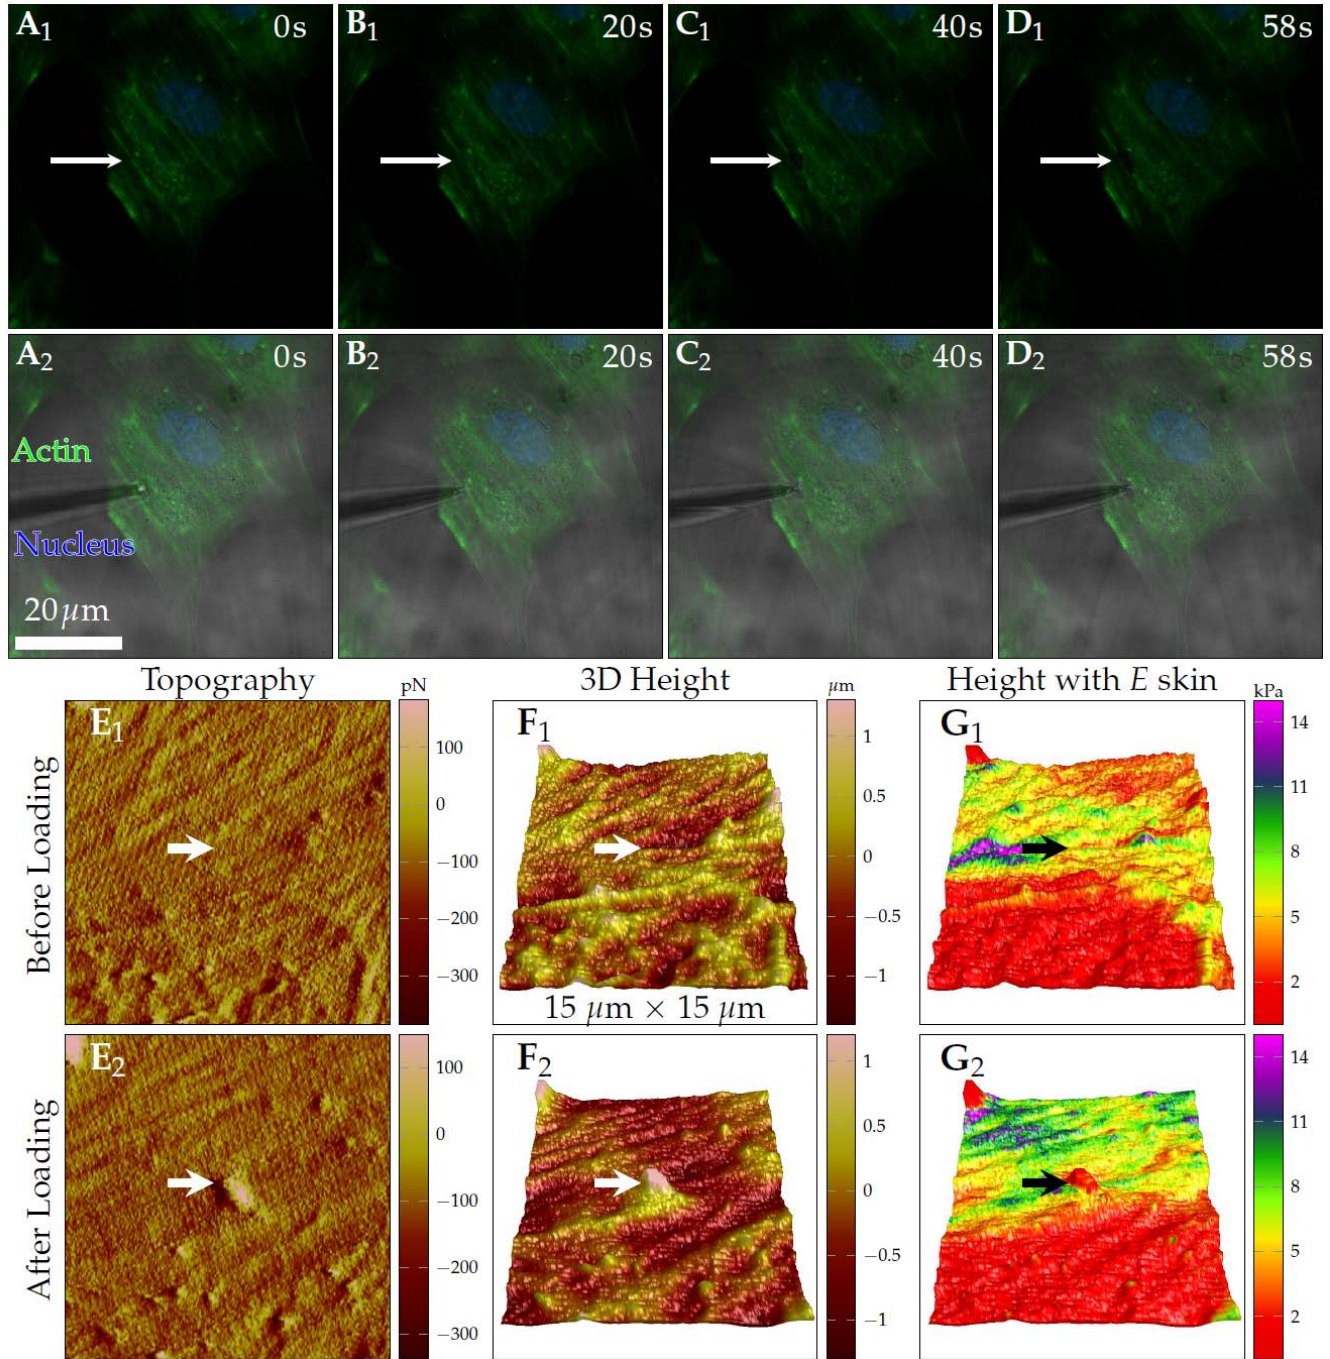 A₁ 0s B₁ 20s C₁ 40s D₁ 58s
A₂ 0s B₂ 20s C₂ 40s D₂ 58s
Actin
Nucleus
20 μm
Topography pN 3D Height μm Height with E skin kPa
Before Loading
E₁
100
0
−100
−200
−300
F₁
1
0.5
0
−0.5
−1
15 μm × 15 μm
G₁
14
11
8
5
2
After Loading
E₂
100
0
−100
−200
−300
F₂
1
0.5
0
−0.5
−1
G₂
14
11
8
5
2